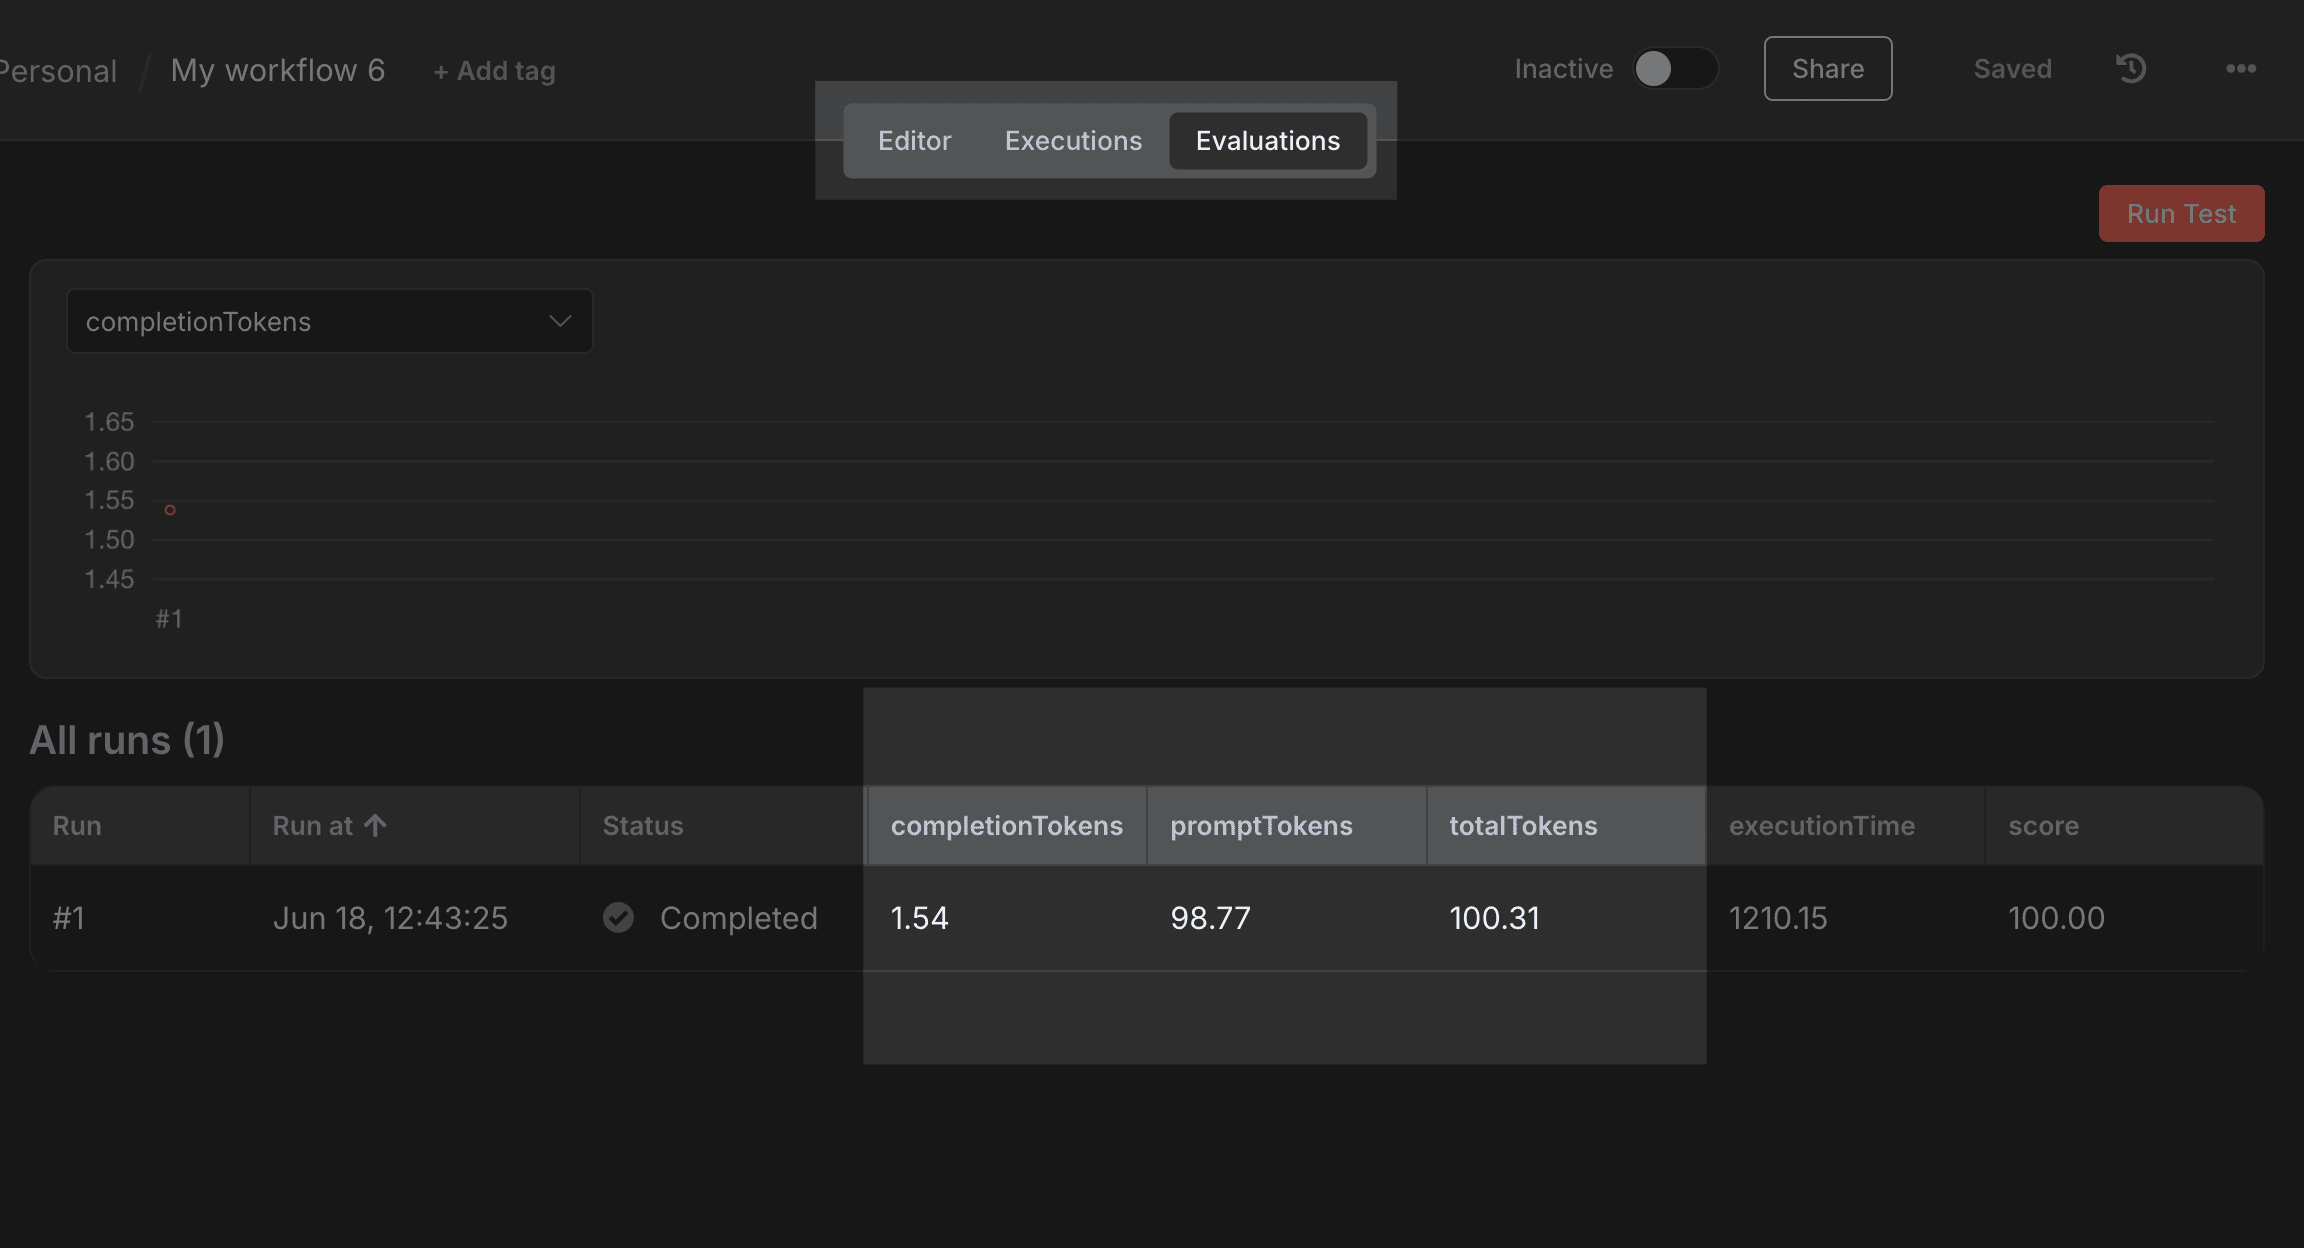 Personal / My workflow 6 + Add tag
Inactive Share Saved
Editor Executions Evaluations
Run Test
completionTokens
1.65
1.60
1.55
1.50
1.45
#1
All runs (1)
Run Run at Status completionTokens promptTokens totalTokens executionTime score
#1 Jun 18, 12:43:25 Completed 1.54 98.77 100.31 1210.15 100.00